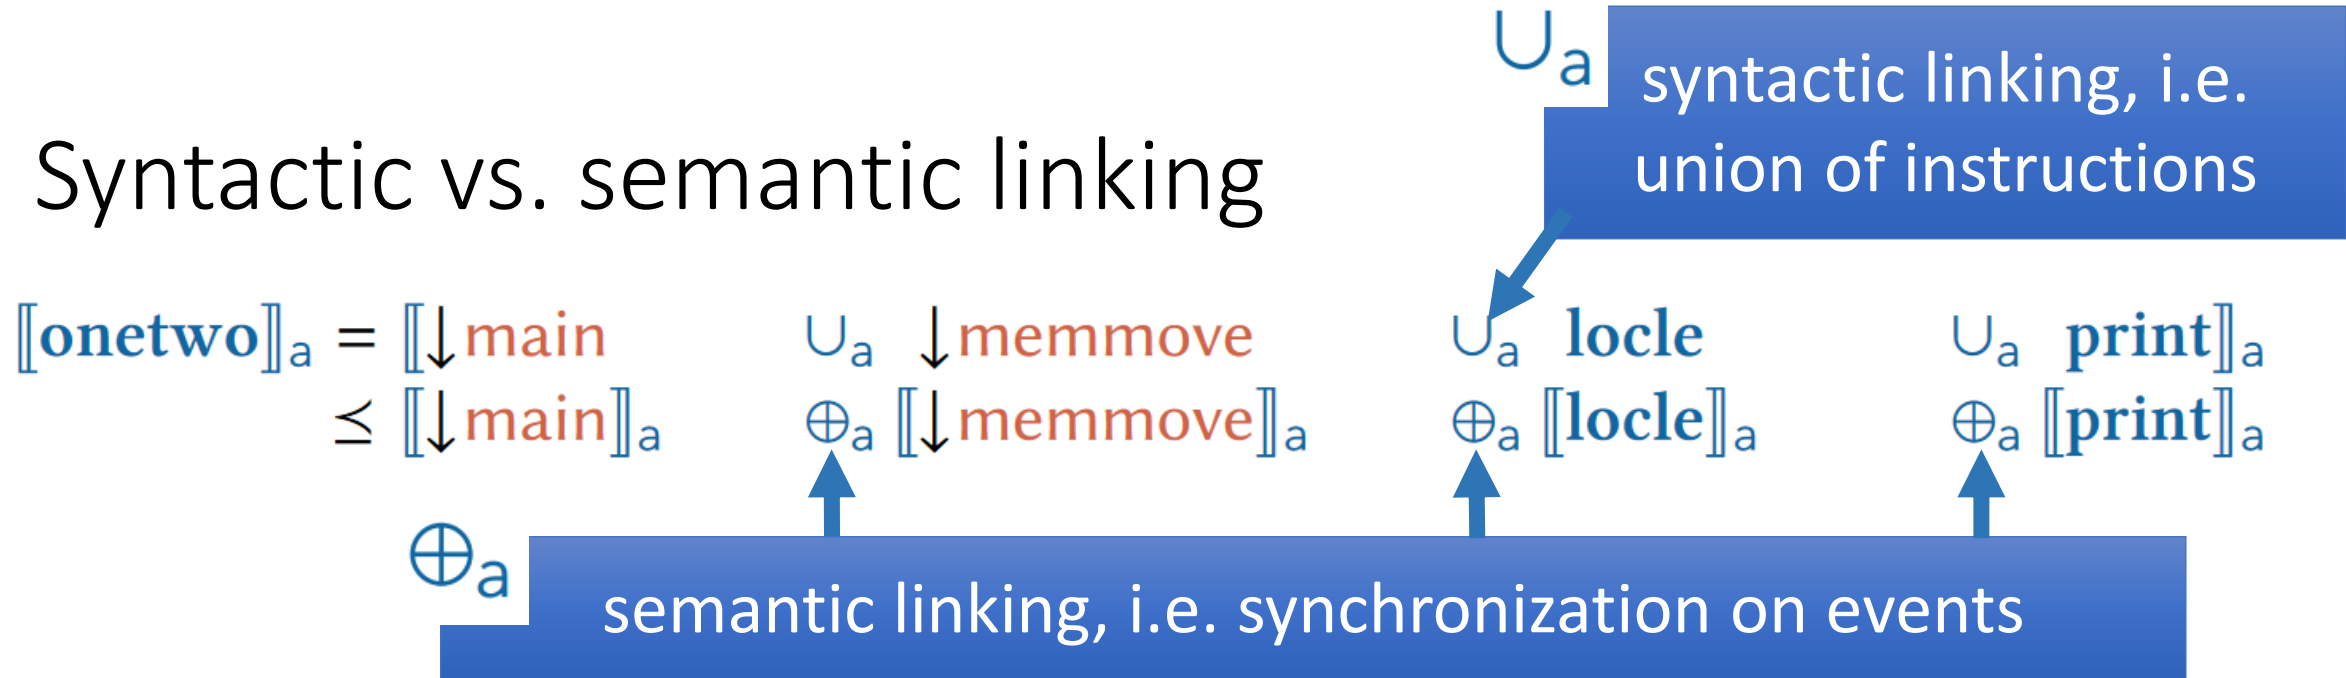 ∪a
syntactic linking, i.e.
union of instructions
Syntactic vs. semantic linking
⟦onetwo⟧a = ⟦↓main ∪a ↓memmove ∪a locle ∪a print⟧a
⪯ ⟦↓main⟧a ⊕a ⟦↓memmove⟧a ⊕a ⟦locle⟧a ⊕a ⟦print⟧a
⊕a
semantic linking, i.e. synchronization on events